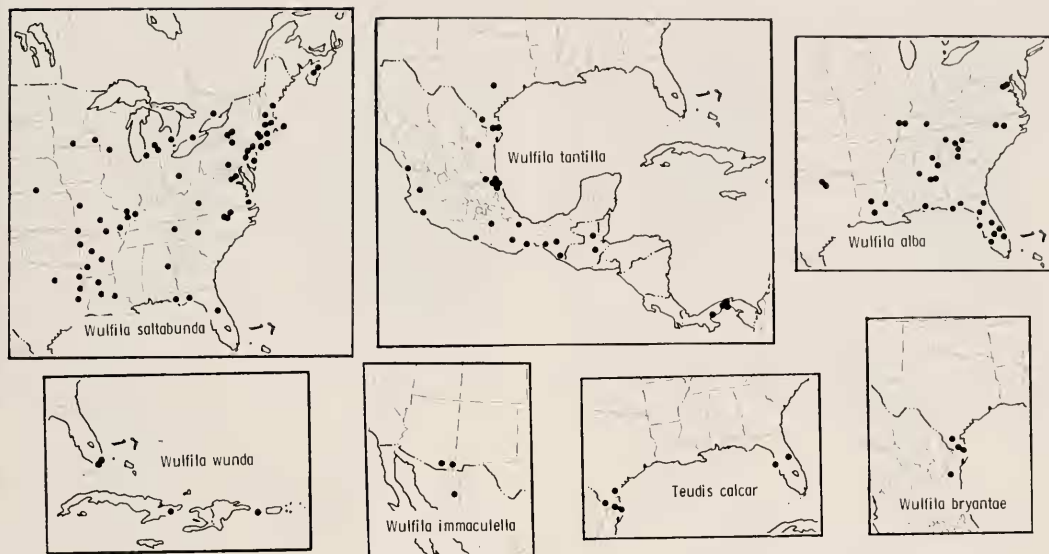 Wulfila saltabunda
Wulfila tantilla
Wulfila alba
Wulfila wunda
Wulfila immaculella
Teudis calcar
Wulfila bryantae